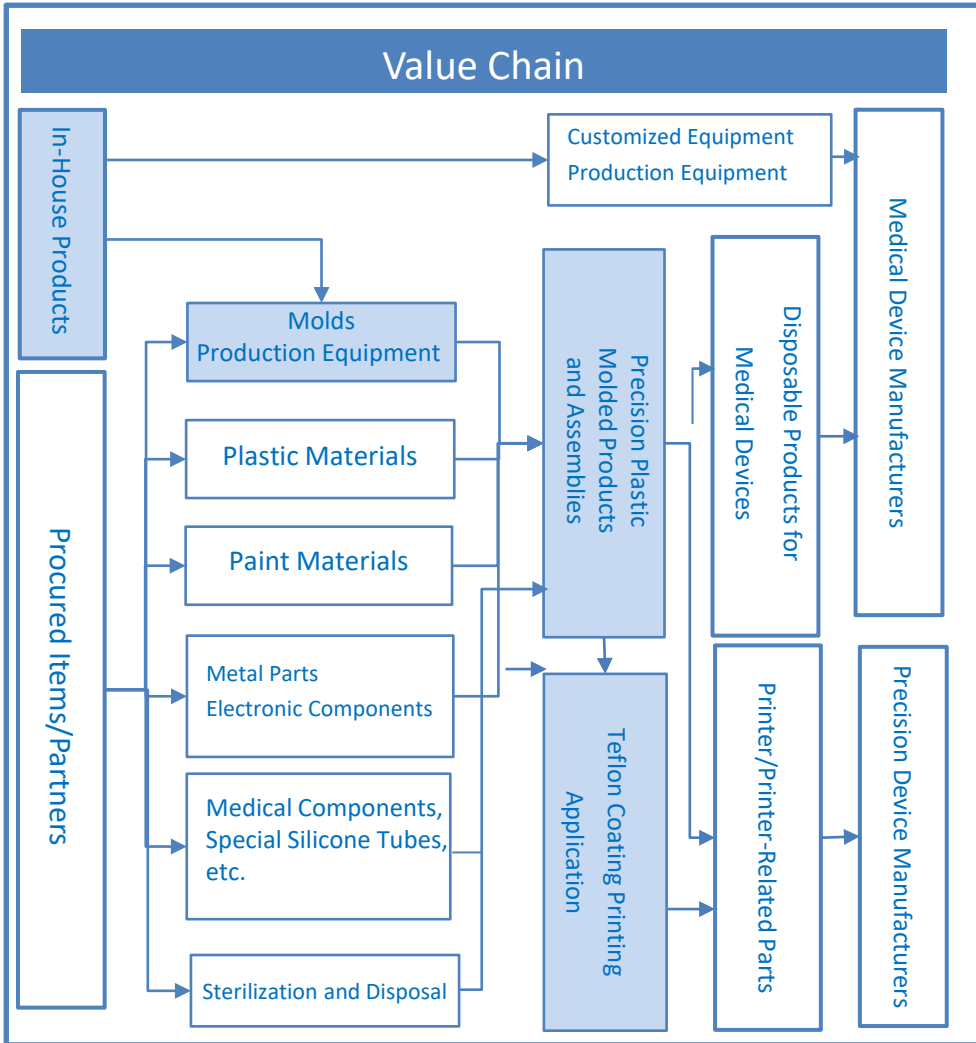 Value Chain
In-House Products
Customized Equipment
Production Equipment
Medical Device Manufacturers
Molds
Production Equipment
Precision Plastic
Molded Products
and Assemblies
Disposable Products for
Medical Devices
Plastic Materials
Procured Items/Partners
Paint Materials
Metal Parts
Electronic Components
Teflon Coating Printing
Application
Printer/Printer-Related Parts
Precision Device Manufacturers
Medical Components,
Special Silicone Tubes,
etc.
Sterilization and Disposal